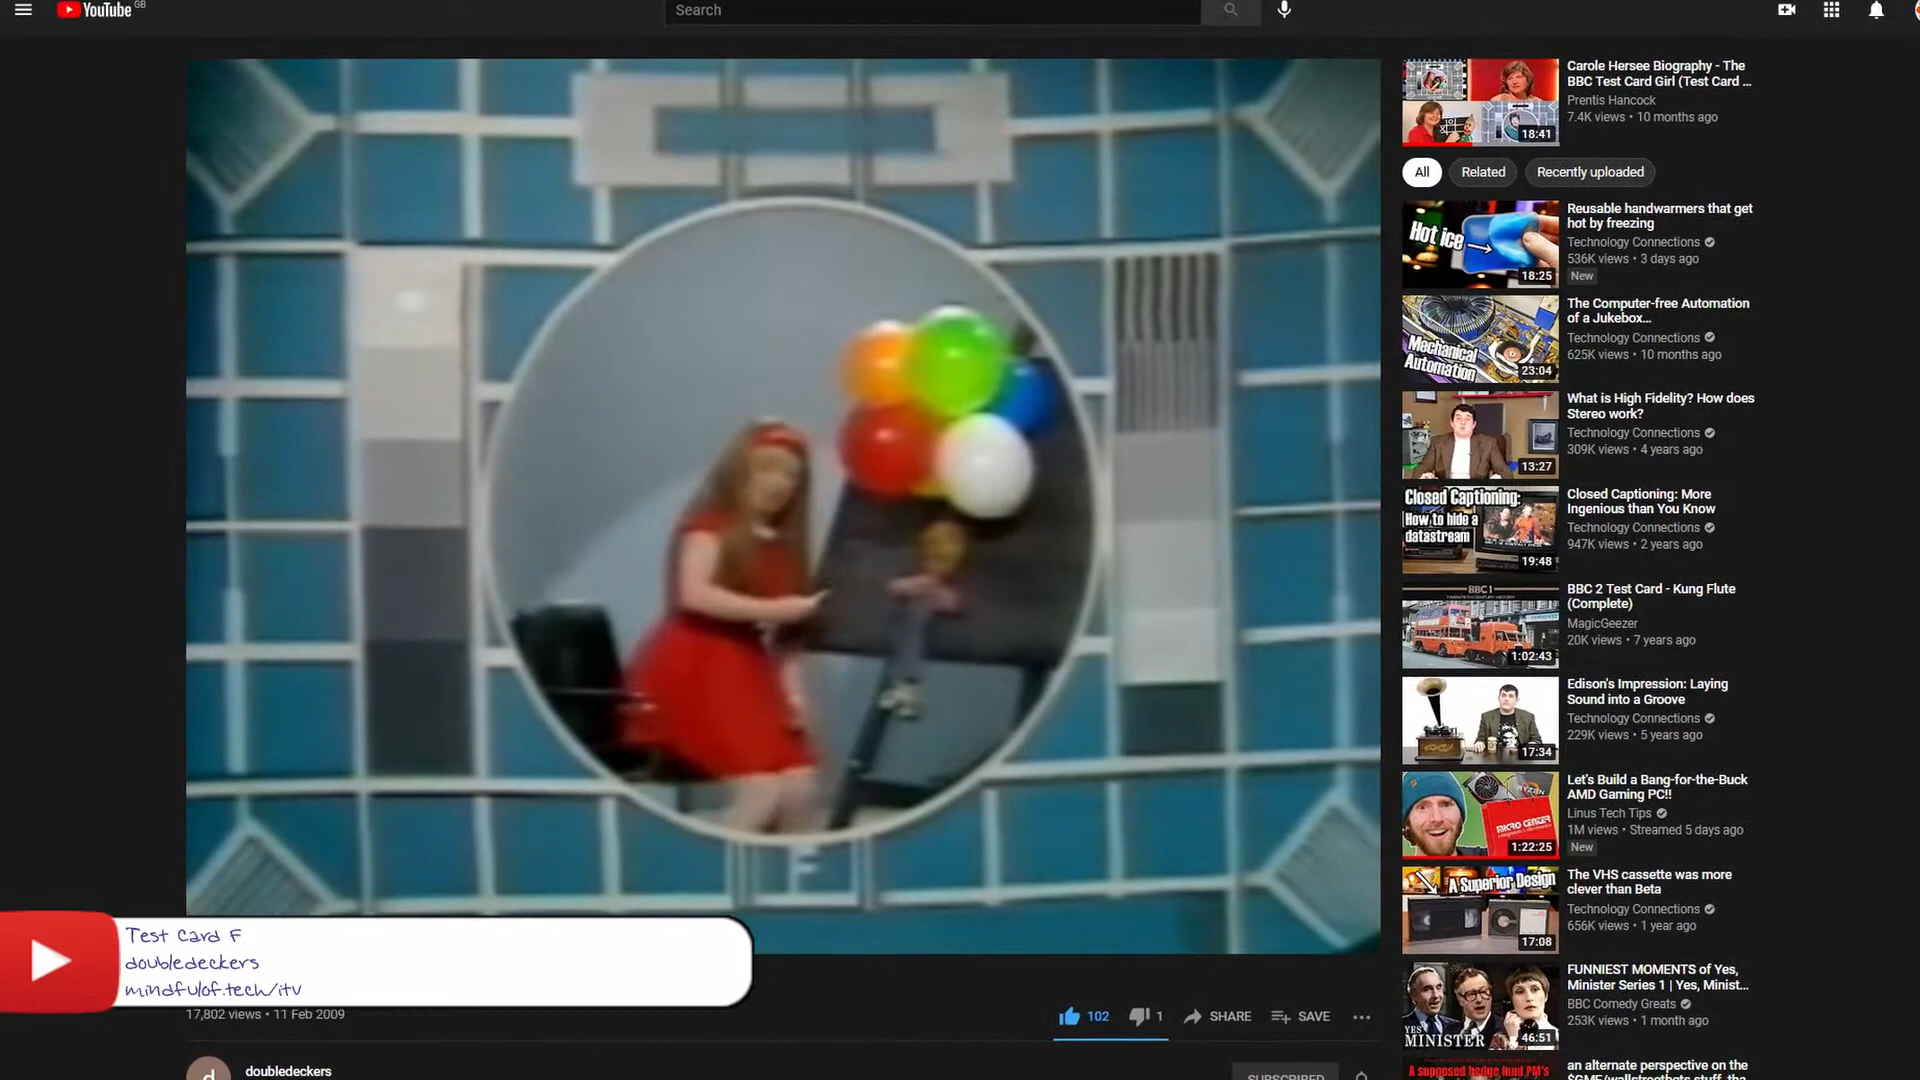 YouTube GB
Search
Carole Hersee Biography - The
BBC Test Card Girl (Test Card ...
Prentis Hancock
7.4K views • 10 months ago
18:41
All
Related
Recently uploaded
Hot ice
18:25
Reusable handwarmers that get
hot by freezing
Technology Connections
536K views • 3 days ago
New
Mechanical
Automation
23:04
The Computer-free Automation
of a Jukebox...
Technology Connections
625K views • 10 months ago
13:27
What is High Fidelity? How does
Stereo work?
Technology Connections
309K views • 4 years ago
Closed Captioning:
How to hide a
datastream
19:48
Closed Captioning: More
Ingenious than You Know
Technology Connections
947K views • 2 years ago
BBC 1
1:02:43
BBC 2 Test Card - Kung Flute
(Complete)
MagicGeezer
20K views • 7 years ago
17:34
Edison's Impression: Laying
Sound into a Groove
Technology Connections
229K views • 5 years ago
RYZEN
MICRO CENTER
1:22:25
Let's Build a Bang-for-the-Buck
AMD Gaming PC!!
Linus Tech Tips
1M views • Streamed 5 days ago
New
A Superior Design
17:08
The VHS cassette was more
clever than Beta
Technology Connections
656K views • 1 year ago
YES
MINISTER
46:51
FUNNIEST MOMENTS of Yes,
Minister Series 1 | Yes, Minist...
BBC Comedy Greats
253K views • 1 month ago
A supposed hedge fund PM's
an alternate perspective on the
F
Test Card F
doubledeckers
mindfulof.tech/itv
17,802 views • 11 Feb 2009
102
1
SHARE
SAVE
d
doubledeckers
SUBSCRIBED